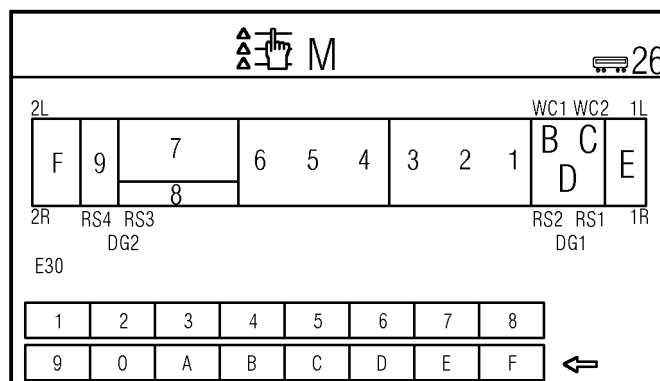 M
26
2L WC1 WC2 1L
F 9 7 6 5 4 3 2 1 B C E
8 D
2R RS4 RS3 RS2 RS1 1R
DG2 DG1
E30
1 2 3 4 5 6 7 8
9 0 A B C D E F